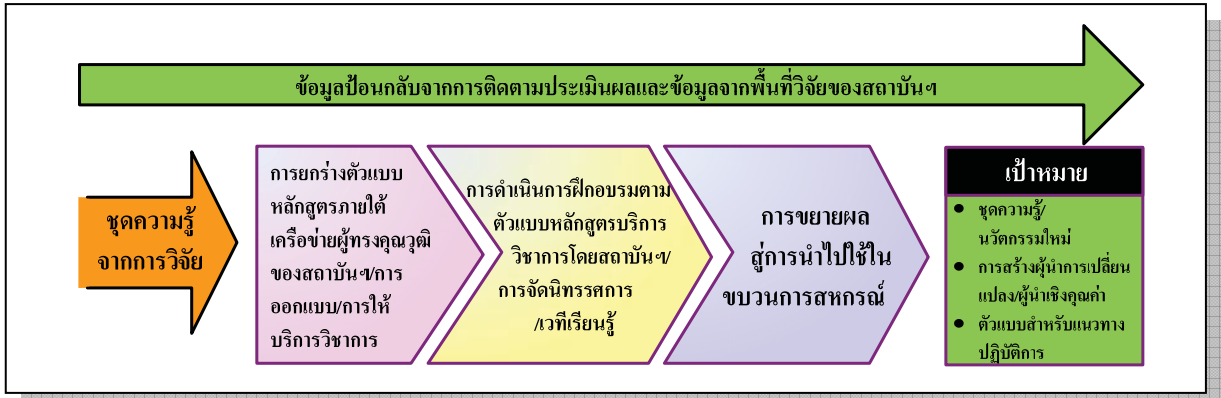 ข้อมูลป้อนกลับจากการติดตามประเมินผลและข้อมูลจากพื้นที่วิจัยของสถาบันฯ
ชุดความรู้
จากการวิจัย
การยกร่างตัวแบบ
หลักสูตรภายใต้
เครือข่ายผู้ทรงคุณวุฒิ
ของสถาบันฯ/การ
ออกแบบ/การให้
บริการวิชาการ
การดำเนินการฝึกอบรมตาม
ตัวแบบหลักสูตรบริการ
วิชาการโดยสถาบันฯ/
การจัดนิทรรศการ
/เวทีเรียนรู้
การขยายผล
สู่การนำไปใช้ใน
ขบวนการสหกรณ์
เป้าหมาย
● ชุดความรู้/
นวัตกรรมใหม่
● การสร้างผู้นำการเปลี่ยน
แปลง/ผู้นำเชิงคุณค่า
● ตัวแบบสำหรับแนวทาง
ปฏิบัติการ